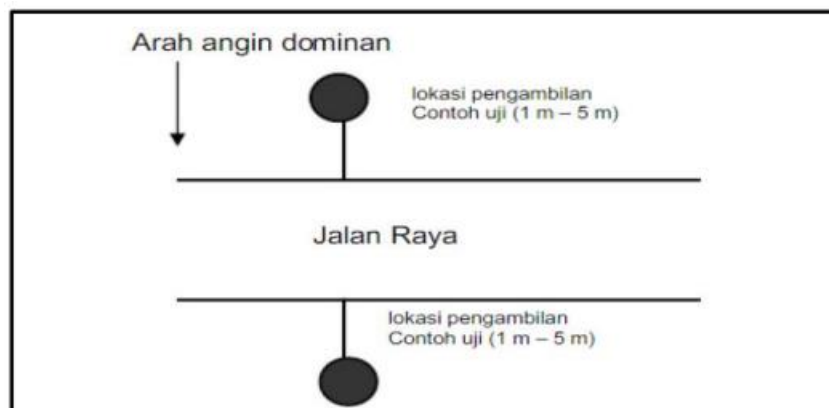 Arah angin dominan
lokasi pengambilan
Contoh uji (1 m – 5 m)
Jalan Raya
lokasi pengambilan
Contoh uji (1 m – 5 m)